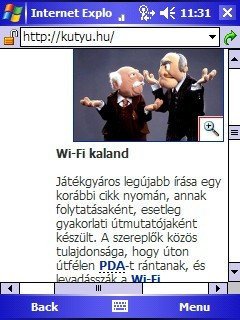 Internet Explo
11:31
http://kutyu.hu/
Wi-Fi kaland
Játékgyáros legújabb írása egy
korábbi cikk nyomán, annak
folytatásaként, esetleg
gyakorlati útmutatójaként
készült. A szereplők közös
tulajdonsága, hogy úton
útfélen PDA-t rántanak, és
levadásszák a Wi-Fi
Back
Menu